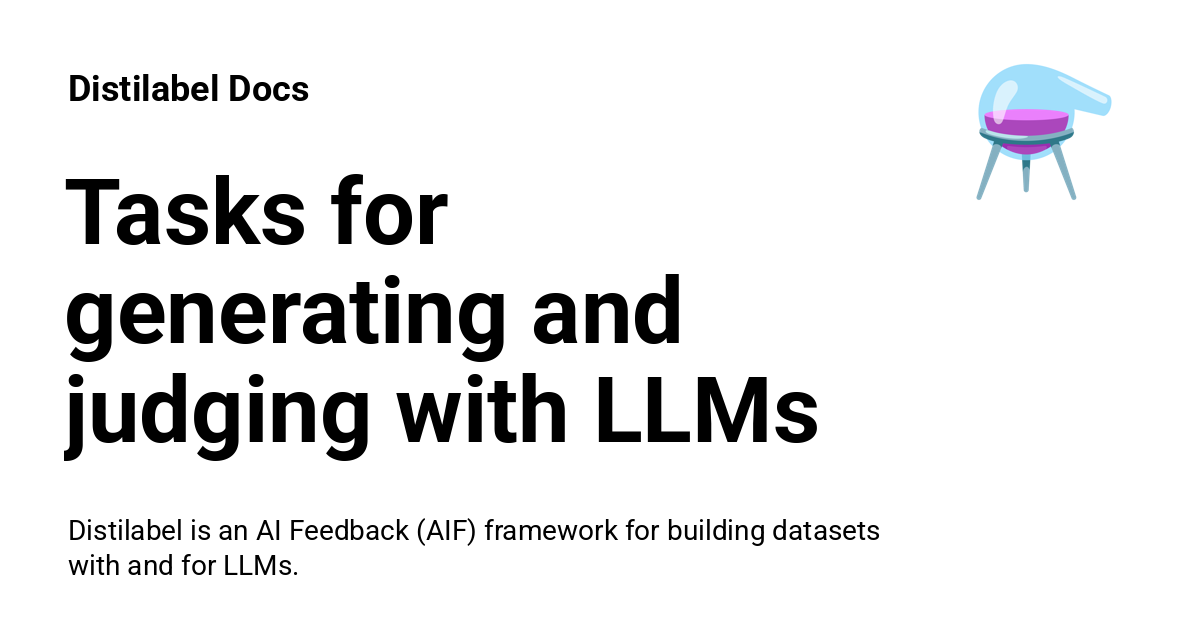 Distilabel Docs
Tasks for
generating and
judging with LLMs
Distilabel is an AI Feedback (AIF) framework for building datasets
with and for LLMs.